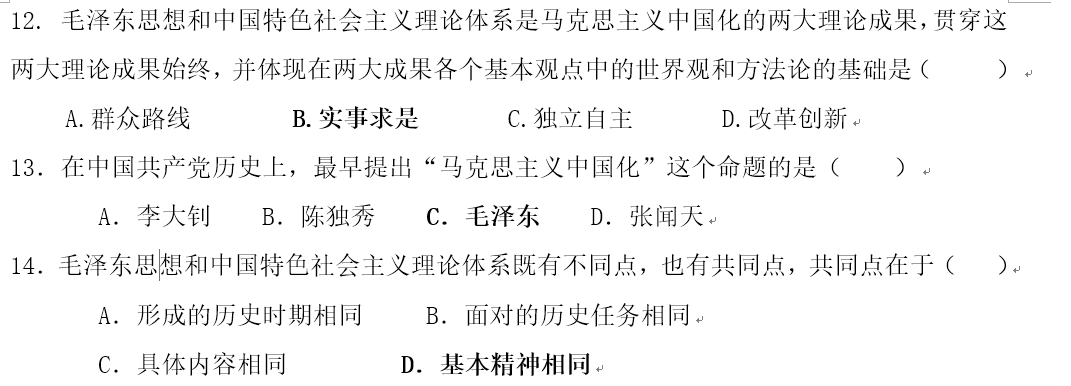 12. 毛泽东思想和中国特色社会主义理论体系是马克思主义中国化的两大理论成果，贯穿这
两大理论成果始终，并体现在两大成果各个基本观点中的世界观和方法论的基础是（　　）
A.群众路线 B.实事求是 C.独立自主 D.改革创新
13．在中国共产党历史上，最早提出“马克思主义中国化”这个命题的是（　　）
A．李大钊 B．陈独秀 C．毛泽东 D．张闻天
14．毛泽东思想和中国特色社会主义理论体系既有不同点，也有共同点，共同点在于（　）
A．形成的历史时期相同 B．面对的历史任务相同
C．具体内容相同 D．基本精神相同